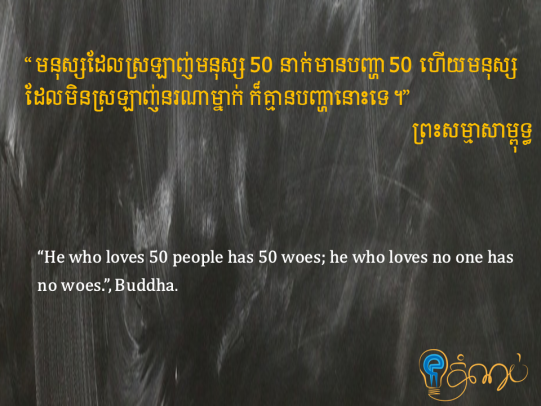 “ មនុស្សដែលស្រឡាញ់មនុស្ស 50 នាក់មានបញ្ហា 50 ហើយមនុស្ស
ដែលមិនស្រឡាញ់នរណាម្នាក់ ក៏គ្មានបញ្ហានោះទេ ។”
ព្រះសម្មាសាម្ពុទ្ធ
“He who loves 50 people has 50 woes; he who loves no one has
no woes.”, Buddha.
គំណប់